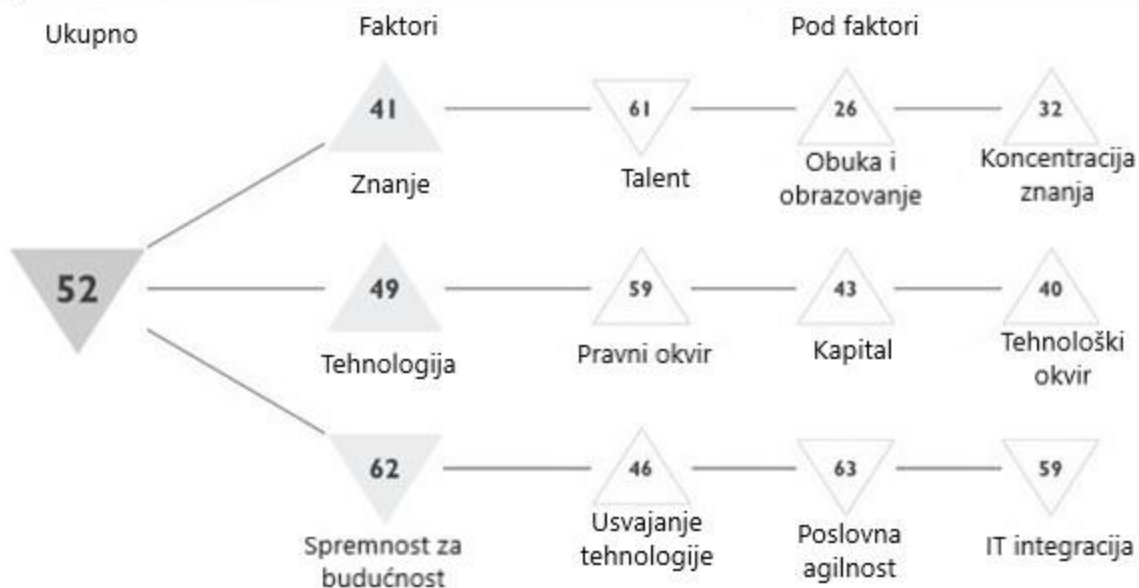 Ukupno
Faktori
Pod faktori
41
61
26
32
Znanje
Talent
Obuka i
obrazovanje
Koncentracija
znanja
52
49
59
43
40
Tehnologija
Pravni okvir
Kapital
Tehnološki
okvir
62
46
63
59
Spremnost za
budućnost
Usvajanje
tehnologije
Poslovna
agilnost
IT integracija